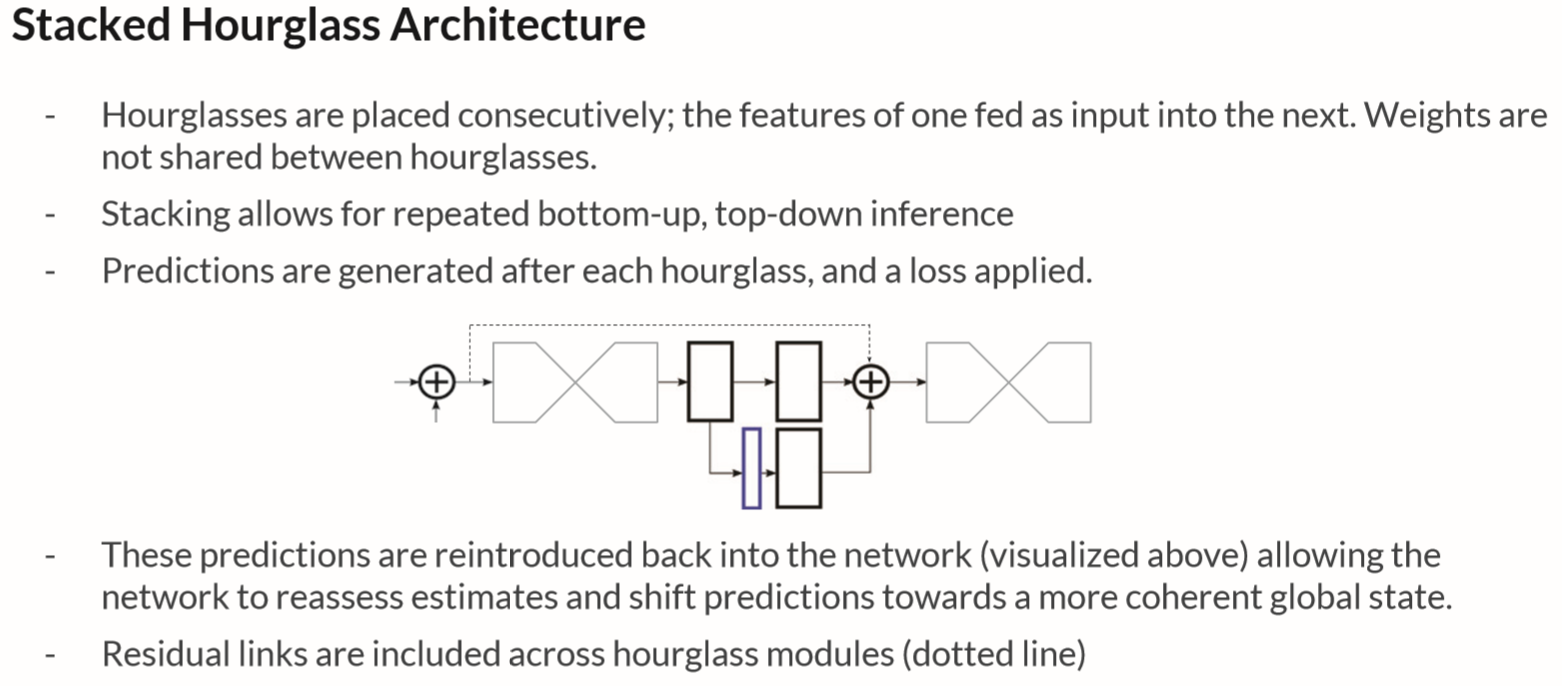 Stacked Hourglass Architecture
- Hourglasses are placed consecutively; the features of one fed as input into the next. Weights are
not shared between hourglasses.
- Stacking allows for repeated bottom-up, top-down inference
- Predictions are generated after each hourglass, and a loss applied.
- These predictions are reintroduced back into the network (visualized above) allowing the
network to reassess estimates and shift predictions towards a more coherent global state.
- Residual links are included across hourglass modules (dotted line)